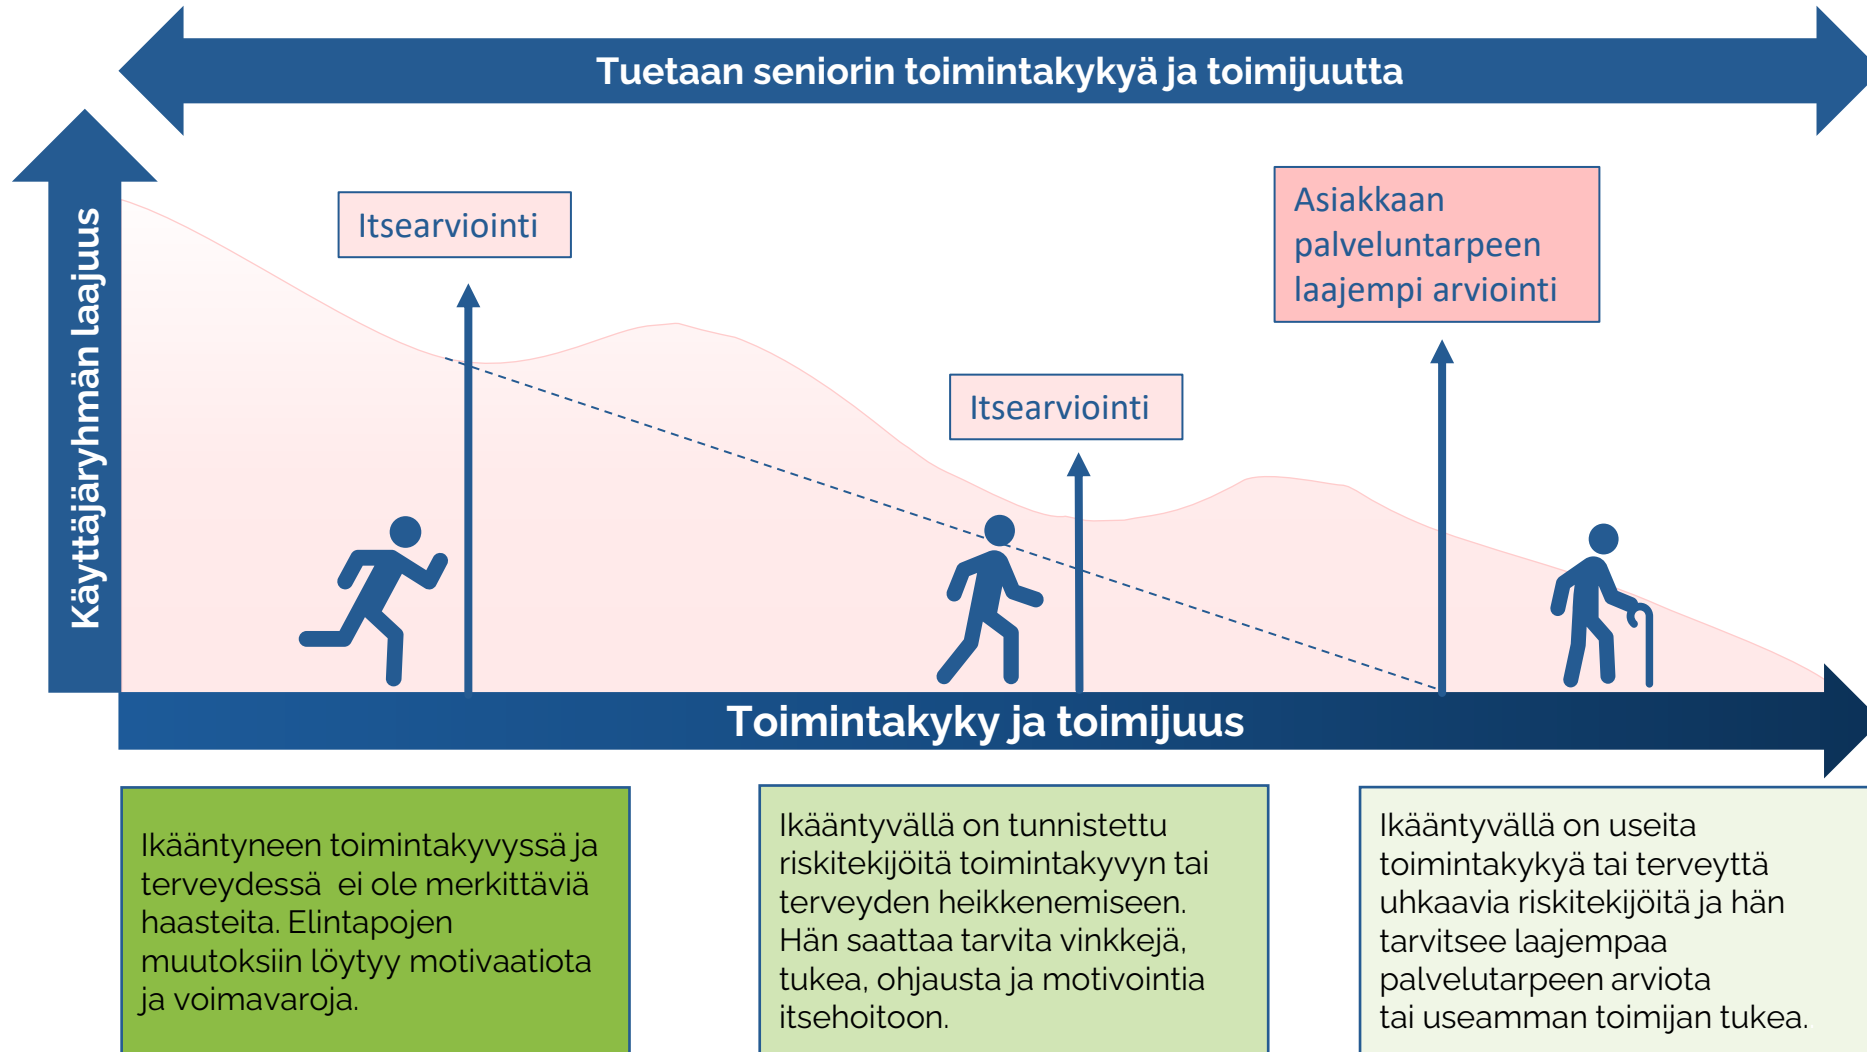 Tuetaan seniorin toimintakykyä ja toimijuutta
Käyttäjäryhmän laajuus
Itsearviointi
Asiakkaan
palveluntarpeen
laajempi arviointi
Itsearviointi
Toimintakyky ja toimijuus
Ikääntyneen toimintakyvyssä ja
terveydessä ei ole merkittäviä
haasteita. Elintapojen
muutoksiin löytyy motivaatiota
ja voimavaroja.
Ikääntyvällä on tunnistettu
riskitekijöitä toimintakyvyn tai
terveyden heikkenemiseen.
Hän saattaa tarvita vinkkejä,
tukea, ohjausta ja motivointia
itsehoitoon.
Ikääntyvällä on useita
toimintakykyä tai terveyttä
uhkaavia riskitekijöitä ja hän
tarvitsee laajempaa
palvelutarpeen arviota
tai useamman toimijan tukea.